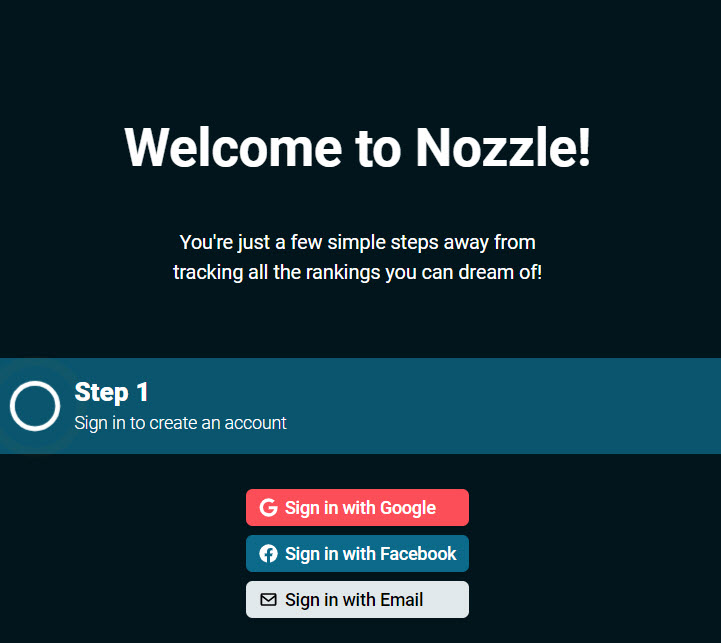 Welcome to Nozzle!
You're just a few simple steps away from
tracking all the rankings you can dream of!
Step 1
Sign in to create an account
Sign in with Google
Sign in with Facebook
Sign in with Email